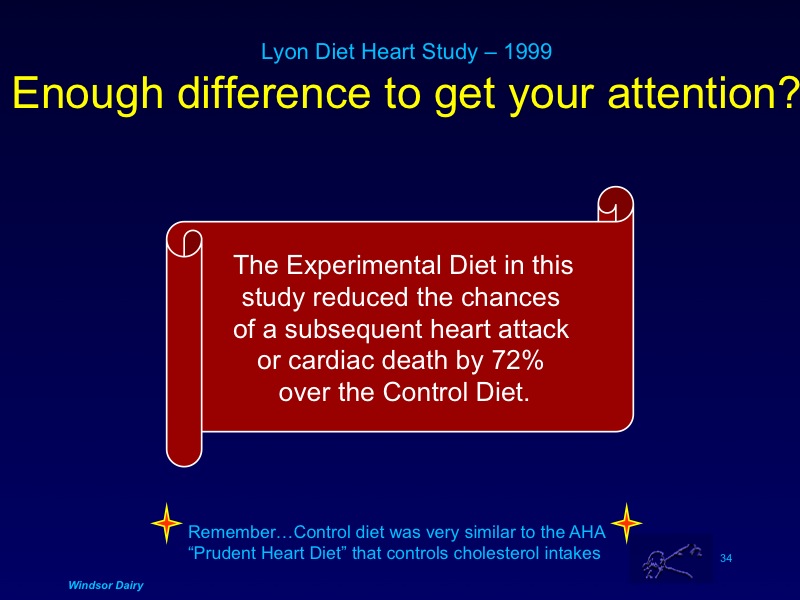 Lyon Diet Heart Study – 1999
Enough difference to get your attention?
The Experimental Diet in this
study reduced the chances
of a subsequent heart attack
or cardiac death by 72%
over the Control Diet.
Remember…Control diet was very similar to the AHA
“Prudent Heart Diet” that controls cholesterol intakes
34
Windsor Dairy